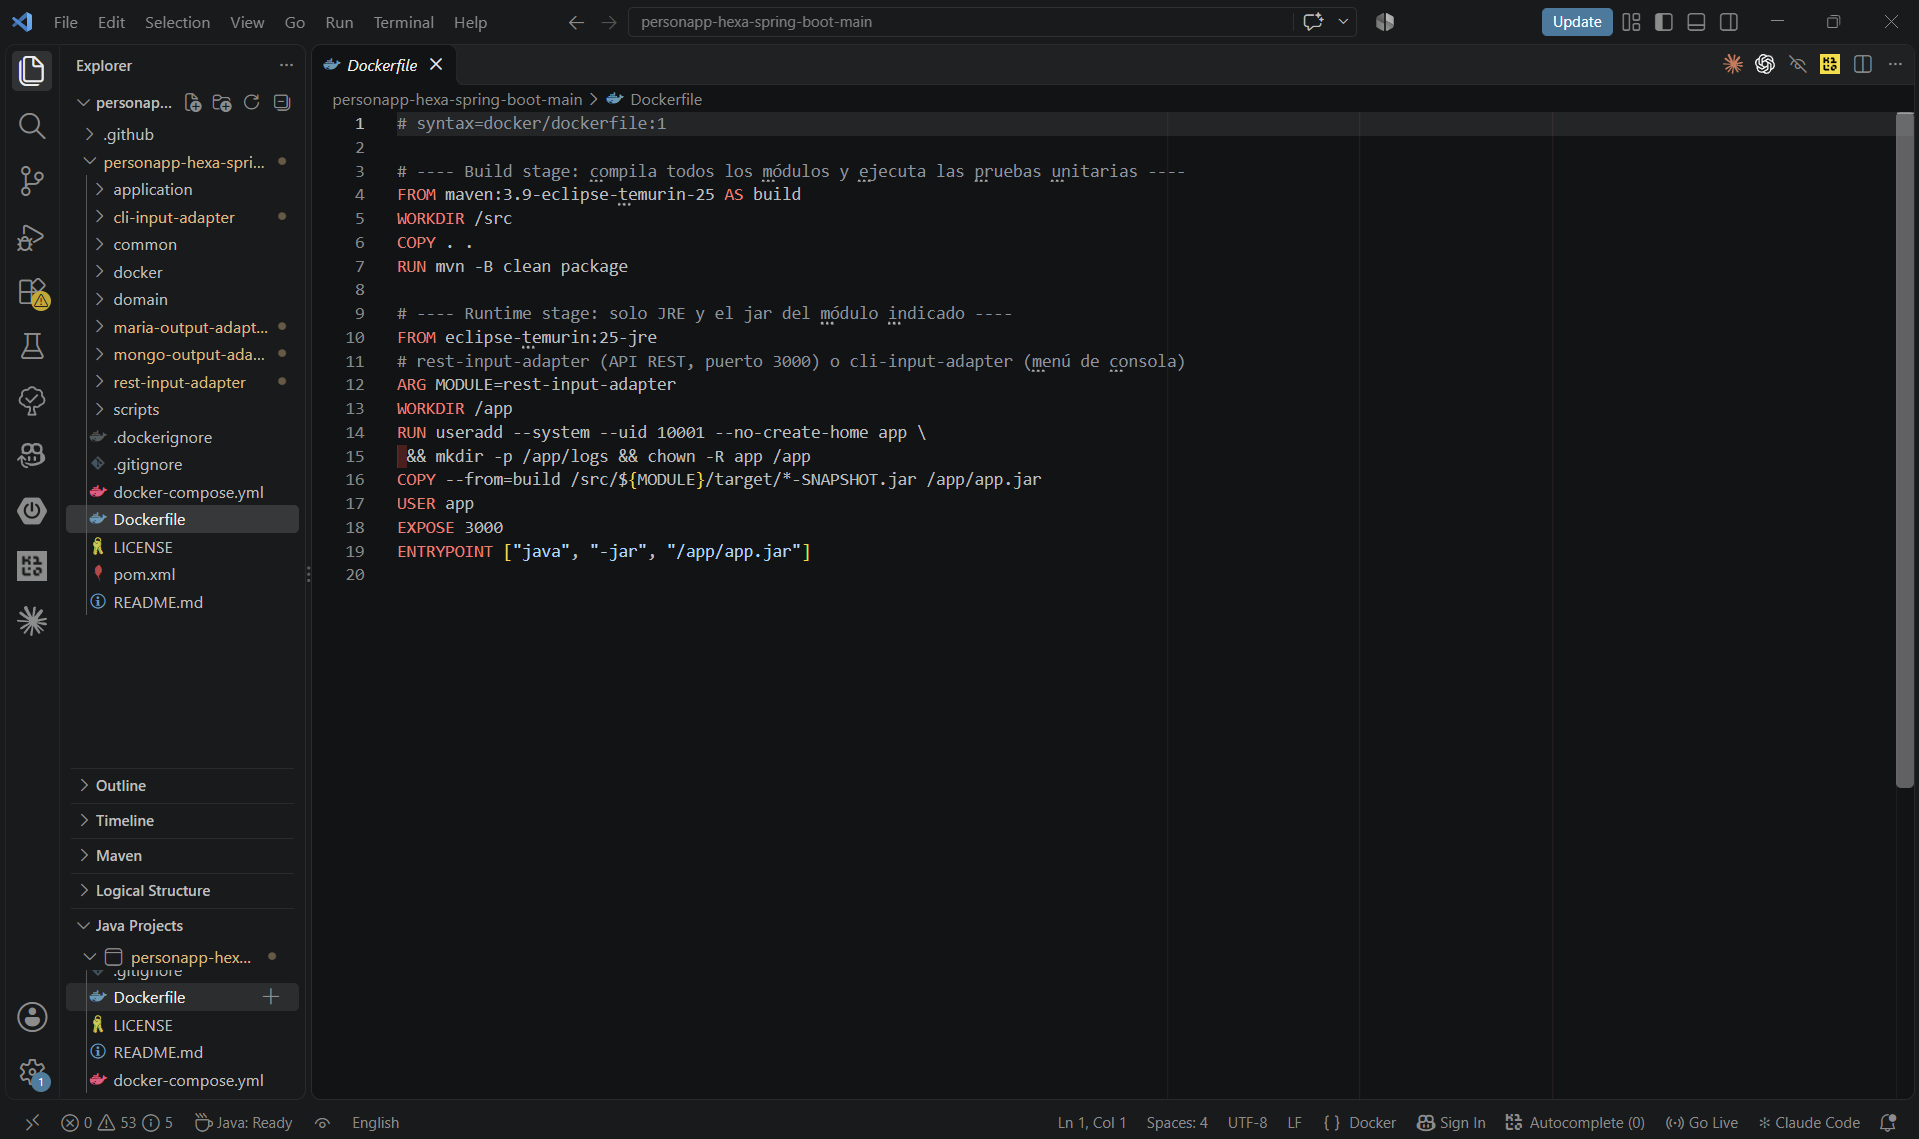 File Edit Selection View Go Run Terminal Help
personapp-hexa-spring-boot-main
Update
Explorer
personap...
.github
personapp-hexa-spri...
application
cli-input-adapter
common
docker
domain
maria-output-adapt...
mongo-output-ada...
rest-input-adapter
scripts
.dockerignore
.gitignore
docker-compose.yml
Dockerfile
LICENSE
pom.xml
README.md
Outline
Timeline
Maven
Logical Structure
Java Projects
personapp-hex...
.gitignore
Dockerfile
LICENSE
README.md
docker-compose.yml
Dockerfile
personapp-hexa-spring-boot-main > Dockerfile
1 # syntax=docker/dockerfile:1
2
3 # ---- Build stage: compila todos los módulos y ejecuta las pruebas unitarias ----
4 FROM maven:3.9-eclipse-temurin-25 AS build
5 WORKDIR /src
6 COPY . .
7 RUN mvn -B clean package
8
9 # ---- Runtime stage: solo JRE y el jar del módulo indicado ----
10 FROM eclipse-temurin:25-jre
11 # rest-input-adapter (API REST, puerto 3000) o cli-input-adapter (menú de consola)
12 ARG MODULE=rest-input-adapter
13 WORKDIR /app
14 RUN useradd --system --uid 10001 --no-create-home app \
15  && mkdir -p /app/logs && chown -R app /app
16 COPY --from=build /src/${MODULE}/target/*-SNAPSHOT.jar /app/app.jar
17 USER app
18 EXPOSE 3000
19 ENTRYPOINT ["java", "-jar", "/app/app.jar"]
20
1
0 53 5 Java: Ready English Ln 1, Col 1 Spaces: 4 UTF-8 LF { } Docker Sign In Autocomplete (0) Go Live Claude Code